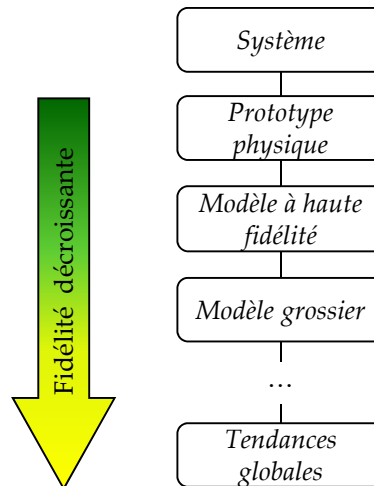 Système
Prototype
physique
Modèle à haute
fidélité
Modèle grossier
…
Tendances
globales
Fidélité décroissante